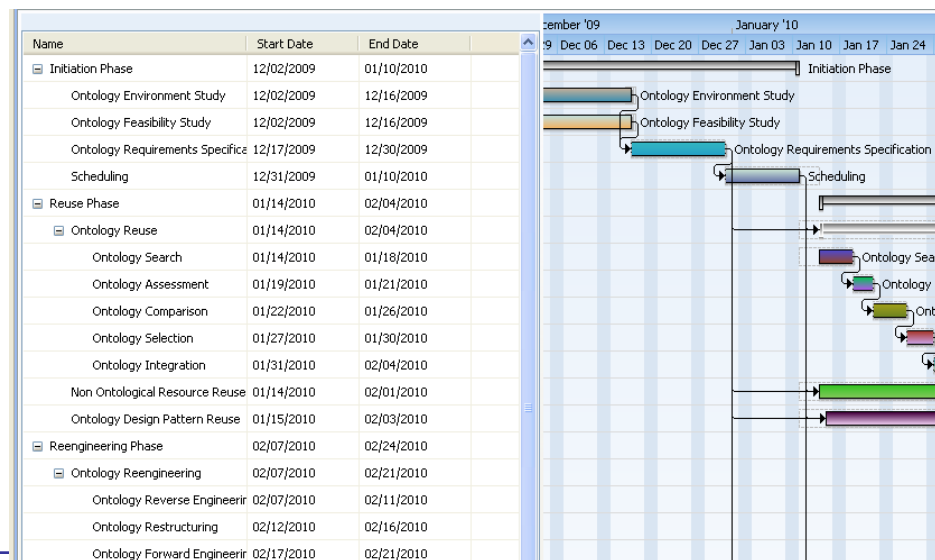 cember '09 January '10
Name Start Date End Date 29 Dec 06 Dec 13 Dec 20 Dec 27 Jan 03 Jan 10 Jan 17 Jan 24
Initiation Phase 12/02/2009 01/10/2010 Initiation Phase
Ontology Environment Study 12/02/2009 12/16/2009 Ontology Environment Study
Ontology Feasibility Study 12/02/2009 12/16/2009 Ontology Feasibility Study
Ontology Requirements Specifica 12/17/2009 12/30/2009 Ontology Requirements Specification
Scheduling 12/31/2009 01/10/2010 Scheduling
Reuse Phase 01/14/2010 02/04/2010
Ontology Reuse 01/14/2010 02/04/2010
Ontology Search 01/14/2010 01/18/2010 Ontology Sea
Ontology Assessment 01/19/2010 01/21/2010 Ontology
Ontology Comparison 01/22/2010 01/26/2010 Ont
Ontology Selection 01/27/2010 01/30/2010
Ontology Integration 01/31/2010 02/04/2010
Non Ontological Resource Reuse 01/14/2010 02/01/2010
Ontology Design Pattern Reuse 01/15/2010 02/03/2010
Reengineering Phase 02/07/2010 02/24/2010
Ontology Reengineering 02/07/2010 02/21/2010
Ontology Reverse Engineerir 02/07/2010 02/11/2010
Ontology Restructuring 02/12/2010 02/16/2010
Ontology Forward Engineerir 02/17/2010 02/21/2010